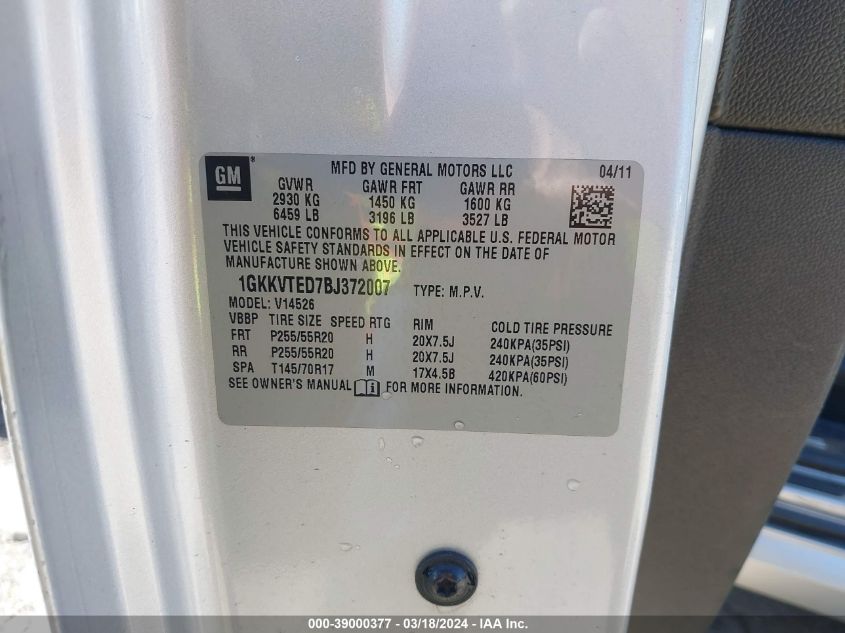 GM ®
MFD BY GENERAL MOTORS LLC 04/11
GVWR GAWR FRT GAWR RR
2930 KG 1450 KG 1600 KG
6459 LB 3196 LB 3527 LB
THIS VEHICLE CONFORMS TO ALL APPLICABLE U.S. FEDERAL MOTOR
VEHICLE SAFETY STANDARDS IN EFFECT ON THE DATE OF
MANUFACTURE SHOWN ABOVE.
1GKKVTED7BJ372007 TYPE: M.P.V.
MODEL: V14526
VBBP TIRE SIZE SPEED RTG RIM COLD TIRE PRESSURE
FRT P255/55R20 H 20X7.5J 240KPA(35PSI)
RR P255/55R20 H 20X7.5J 240KPA(35PSI)
SPA T145/70R17 M 17X4.5B 420KPA(60PSI)
SEE OWNER'S MANUAL i FOR MORE INFORMATION.
000-39000377 - 03/18/2024 - IAA Inc.